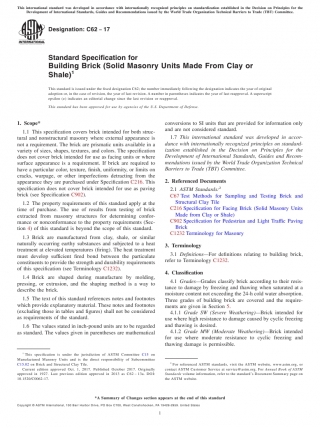 This international standard was developed in accordance with internationally recognized principles on standardization established in the Decision on Principles for the
Development of International Standards, Guides and Recommendations issued by the World Trade Organization Technical Barriers to Trade (TBT) Committee.
Designation: C62 − 17
INTERNATIONAL
Standard Specification for
Building Brick (Solid Masonry Units Made From Clay or
Shale)1
This standard is issued under the fixed designation C62; the number immediately following the designation indicates the year of original
adoption or, in the case of revision, the year of last revision. A number in parentheses indicates the year of last reapproval. A superscript
epsilon (ε) indicates an editorial change since the last revision or reapproval.
This standard has been approved for use by agencies of the U.S. Department of Defense.
1. Scope*
1.1 This specification covers brick intended for both struc-
tural and nonstructural masonry where external appearance is
not a requirement. The brick are prismatic units available in a
variety of sizes, shapes, textures, and colors. The specification
does not cover brick intended for use as facing units or where
surface appearance is a requirement. If brick are required to
have a particular color, texture, finish, uniformity, or limits on
cracks, warpage, or other imperfections detracting from the
appearance they are purchased under Specification C216. This
specification does not cover brick intended for use as paving
brick (see Specification C902).
1.2 The property requirements of this standard apply at the
time of purchase. The use of results from testing of brick
extracted from masonry structures for determining confor-
mance or nonconformance to the property requirements (Sec-
tion 4) of this standard is beyond the scope of this standard.
1.3 Brick are manufactured from clay, shale, or similar
naturally occurring earthy substances and subjected to a heat
treatment at elevated temperatures (firing). The heat treatment
must develop sufficient fired bond between the particulate
constituents to provide the strength and durability requirements
of this specification (see Terminology C1232).
1.4 Brick are shaped during manufacture by molding,
pressing, or extrusion, and the shaping method is a way to
describe the brick.
1.5 The text of this standard references notes and footnotes
which provide explanatory material. These notes and footnotes
(excluding those in tables and figures) shall not be considered
as requirements of the standard.
1.6 The values stated in inch-pound units are to be regarded
as standard. The values given in parentheses are mathematical
conversions to SI units that are provided for information only
and are not considered standard.
1.7 This international standard was developed in accor-
dance with internationally recognized principles on standard-
ization established in the Decision on Principles for the
Development of International Standards, Guides and Recom-
mendations issued by the World Trade Organization Technical
Barriers to Trade (TBT) Committee.
2. Referenced Documents
2.1 ASTM Standards:2
C67 Test Methods for Sampling and Testing Brick and
Structural Clay Tile
C216 Specification for Facing Brick (Solid Masonry Units
Made from Clay or Shale)
C902 Specification for Pedestrian and Light Traffic Paving
Brick
C1232 Terminology for Masonry
3. Terminology
3.1 Definitions—For definitions relating to building brick,
refer to Terminology C1232.
4. Classification
4.1 Grades—Grades classify brick according to their resis-
tance to damage by freezing and thawing when saturated at a
moisture content not exceeding the 24-h cold water absorption.
Three grades of building brick are covered and the require-
ments are given in Section 5.
4.1.1 Grade SW (Severe Weathering)—Brick intended for
use where high resistance to damage caused by cyclic freezing
and thawing is desired.
4.1.2 Grade MW (Moderate Weathering)—Brick intended
for use where moderate resistance to cyclic freezing and
thawing damage is permissible.
1 This specification is under the jurisdiction of ASTM Committee C15 on
Manufactured Masonry Units and is the direct responsibility of Subcommittee
C15.02 on Brick and Structural Clay Tile.
Current edition approved Oct. 1, 2017. Published October 2017. Originally
approved in 1927. Last previous edition approved in 2013 as C62 – 13a. DOI:
10.1520/C0062-17.
2 For referenced ASTM standards, visit the ASTM website, www.astm.org, or
contact ASTM Customer Service at service@astm.org. For Annual Book of ASTM
Standards volume information, refer to the standard's Document Summary page on
the ASTM website.
*A Summary of Changes section appears at the end of this standard
Copyright © ASTM International, 100 Barr Harbor Drive, PO Box C700, West Conshohocken, PA 19428-2959. United States
1